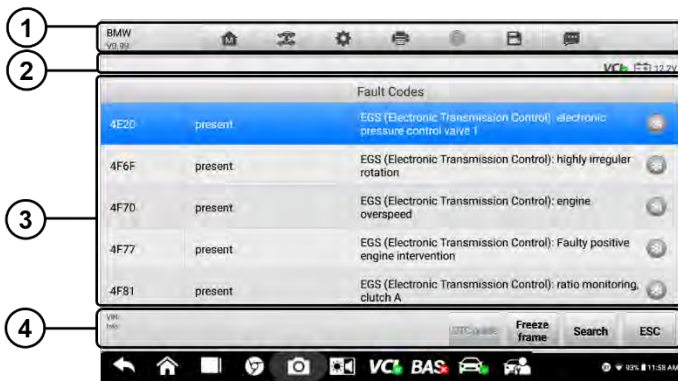 1
BMW
V0.99
2
VCI 12.2V
Fault Codes
4E20 present EGS (Electronic Transmission Control) electronic
pressure control valve 1
4F6F present EGS (Electronic Transmission Control): highly irregular
rotation
3
4F70 present EGS (Electronic Transmission Control): engine
overspeed
4F77 present EGS (Electronic Transmission Control): Faulty positive
engine intervention
4F81 present EGS (Electronic Transmission Control): ratio monitoring,
clutch A
4
VIN:
Info:
DTC guide Freeze frame Search ESC
M VCI BAS 93% 11:58 AM